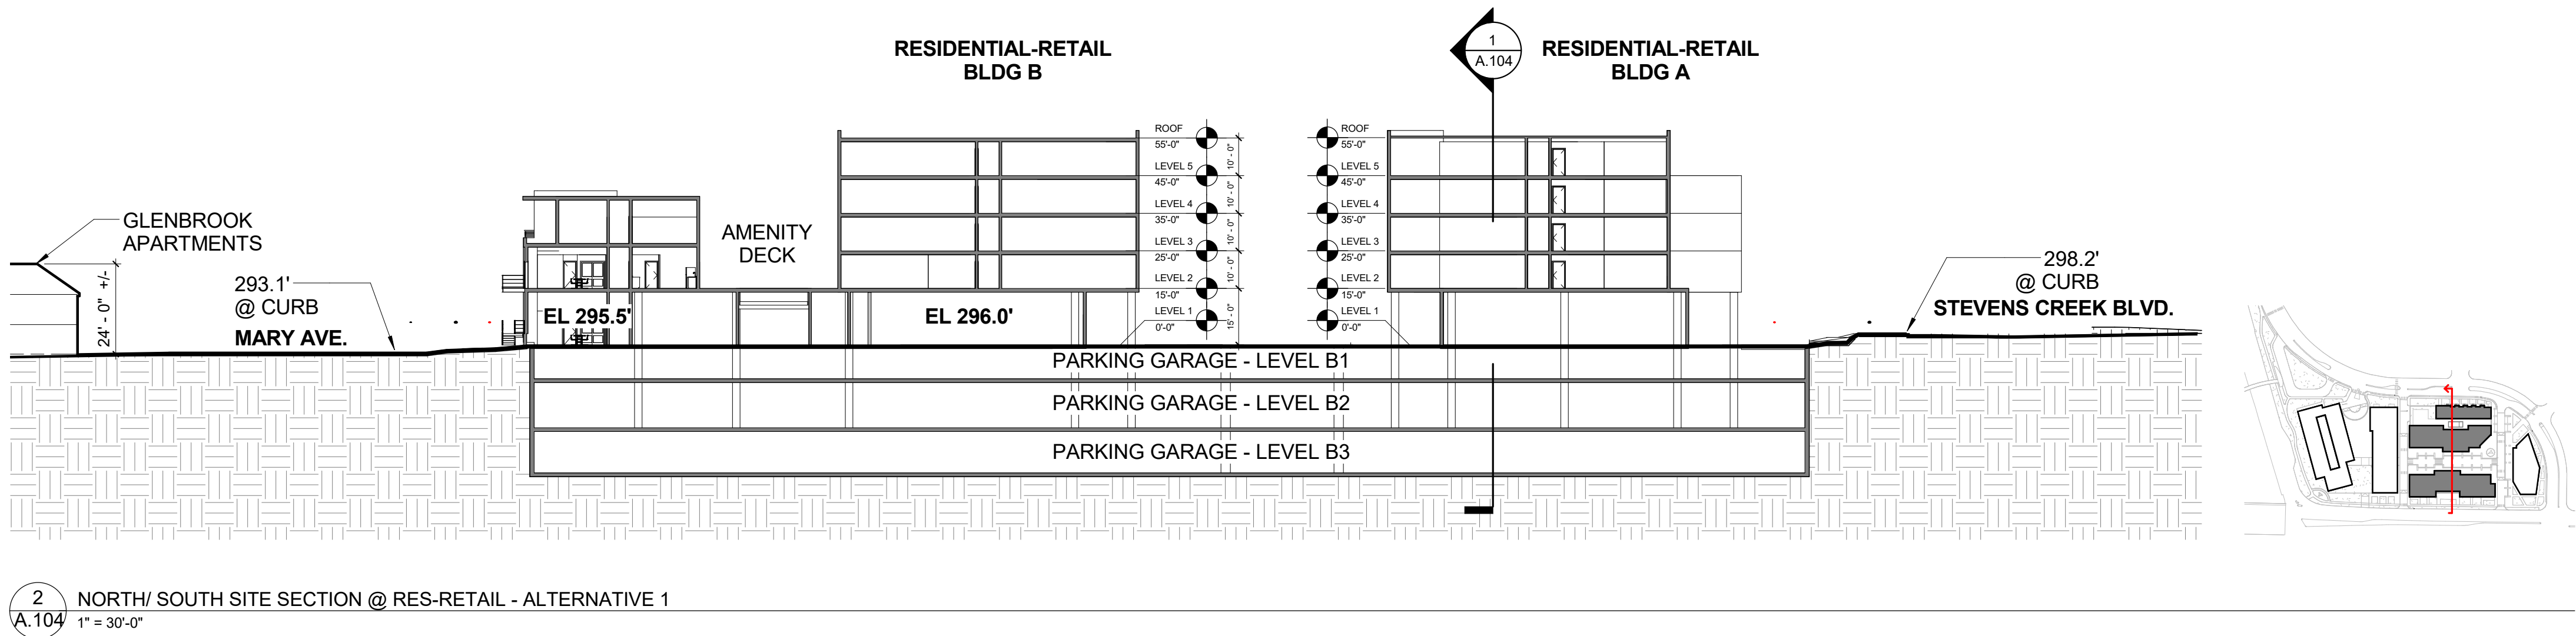 RESIDENTIAL-RETAIL
BLDG B
1
A.104
RESIDENTIAL-RETAIL
BLDG A
ROOF
55'-0"
LEVEL 5
45'-0"
LEVEL 4
35'-0"
LEVEL 3
25'-0"
LEVEL 2
15'-0"
LEVEL 1
0'-0"
10' - 0"
10' - 0"
10' - 0"
10' - 0"
15' - 0"
ROOF
55'-0"
LEVEL 5
45'-0"
LEVEL 4
35'-0"
LEVEL 3
25'-0"
LEVEL 2
15'-0"
LEVEL 1
0'-0"
GLENBROOK
APARTMENTS
24' - 0" +/-
293.1'
@ CURB
MARY AVE.
AMENITY
DECK
EL 295.5'
EL 296.0'
298.2'
@ CURB
STEVENS CREEK BLVD.
PARKING GARAGE - LEVEL B1
PARKING GARAGE - LEVEL B2
PARKING GARAGE - LEVEL B3
2
A.104
NORTH/ SOUTH SITE SECTION @ RES-RETAIL - ALTERNATIVE 1
1" = 30'-0"